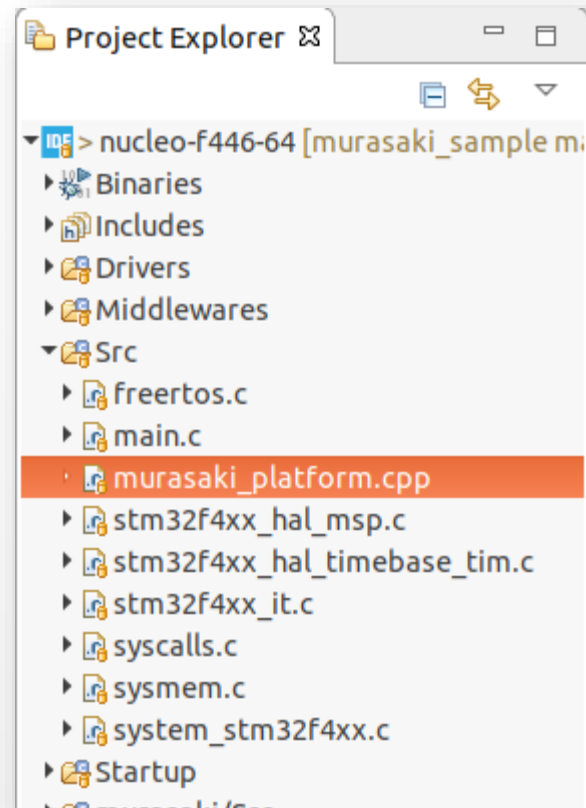 Project Explorer
IDE > nucleo-f446-64 [murasaki_sample
Binaries
Includes
Drivers
Middlewares
Src
freertos.c
main.c
murasaki_platform.cpp
stm32f4xx_hal_msp.c
stm32f4xx_hal_timebase_tim.c
stm32f4xx_it.c
syscalls.c
sysmem.c
system_stm32f4xx.c
Startup